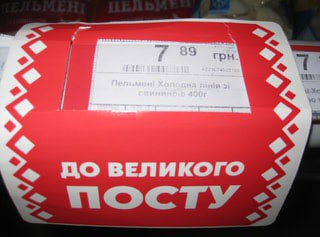 ПЕЛЬМЕНІ
7 89 грн.
Пельмені Холодна лінія зі
свининою 400г
7
ДО ВЕЛИКОГО
ПОСТУ